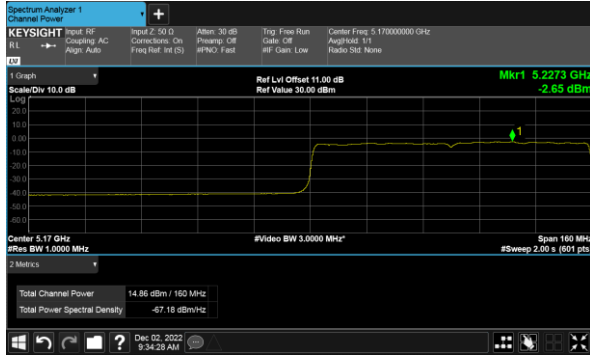 Spectrum Analyzer 1
Channel Power
+
KEYSIGHT
RL
Input: RF
Coupling: AC
Align: Auto
Input Z: 50 Ω
Corrections: On
Freq Ref: Int (S)
Atten: 30 dB
Preamp: Off
#PNO: Fast
Trig: Free Run
Gate: Off
#IF Gain: Low
Center Freq: 5.170000000 GHz
Avg|Hold: 1/1
Radio Std: None
LXI
1 Graph
Scale/Div 10.0 dB
Ref Lvl Offset 11.00 dB
Ref Value 30.00 dBm
Mkr1 5.2273 GHz
-2.65 dBm
Log
20.0
10.0
0.00
-10.0
-20.0
-30.0
-40.0
-50.0
-60.0
1
Center 5.17 GHz
#Res BW 1.0000 MHz
#Video BW 3.0000 MHz*
Span 160 MHz
#Sweep 2.00 s (601 pts)
2 Metrics
Total Channel Power 14.86 dBm / 160 MHz
Total Power Spectral Density -67.18 dBm/Hz
?
Dec 02, 2022
9:34:28 AM